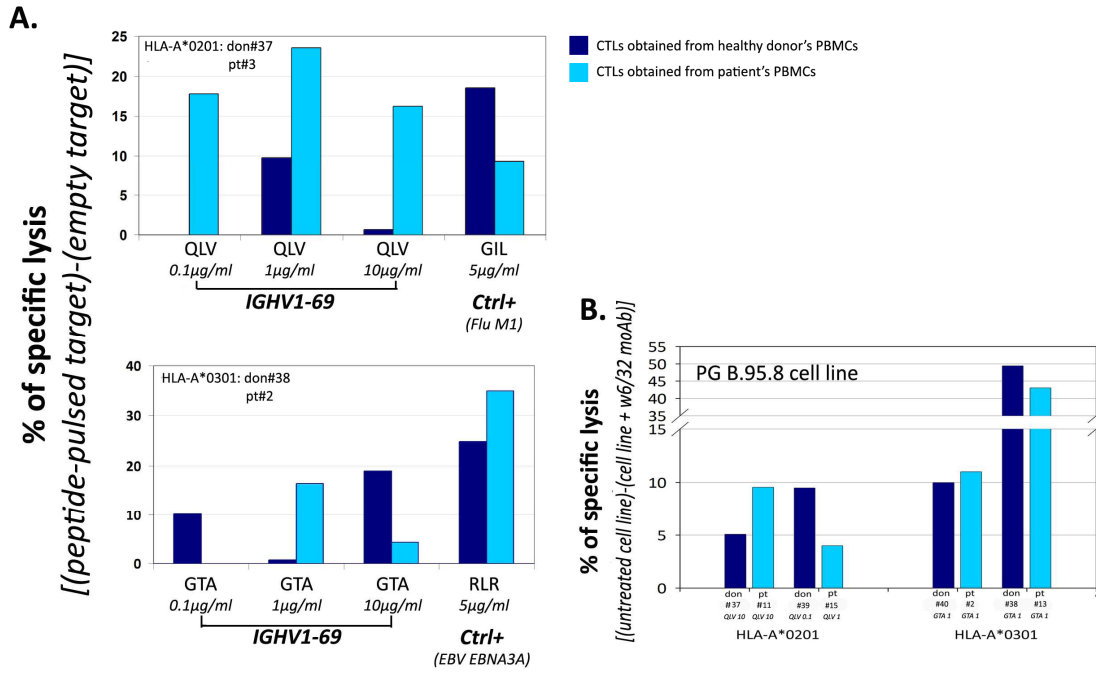 A.
% of specific lysis
[(peptide-pulsed target)-(empty target)]
25
20
15
10
5
0
HLA-A*0201: don#37
pt#3
QLV QLV QLV GIL
0.1µg/ml 1µg/ml 10µg/ml 5µg/ml
IGHV1-69 Ctrl+
(Flu M1)
CTLs obtained from healthy donor's PBMCs
CTLs obtained from patient's PBMCs
40
30
20
10
0
HLA-A*0301: don#38
pt#2
GTA GTA GTA RLR
0.1µg/ml 1µg/ml 10µg/ml 5µg/ml
IGHV1-69 Ctrl+
(EBV EBNA3A)
B.
% of specific lysis
[(untreated cell line)-(cell line + w6/32 moAb)]
55
50
45
40
35
15
10
5
0
PG B.95.8 cell line
don pt don pt don pt don pt
#37 #11 #39 #15 #40 #2 #38 #13
QLV 10 QLV 10 QLV 0.1 QLV 1 GTA 1 GTA 1 GTA 1 GTA 1
HLA-A*0201 HLA-A*0301